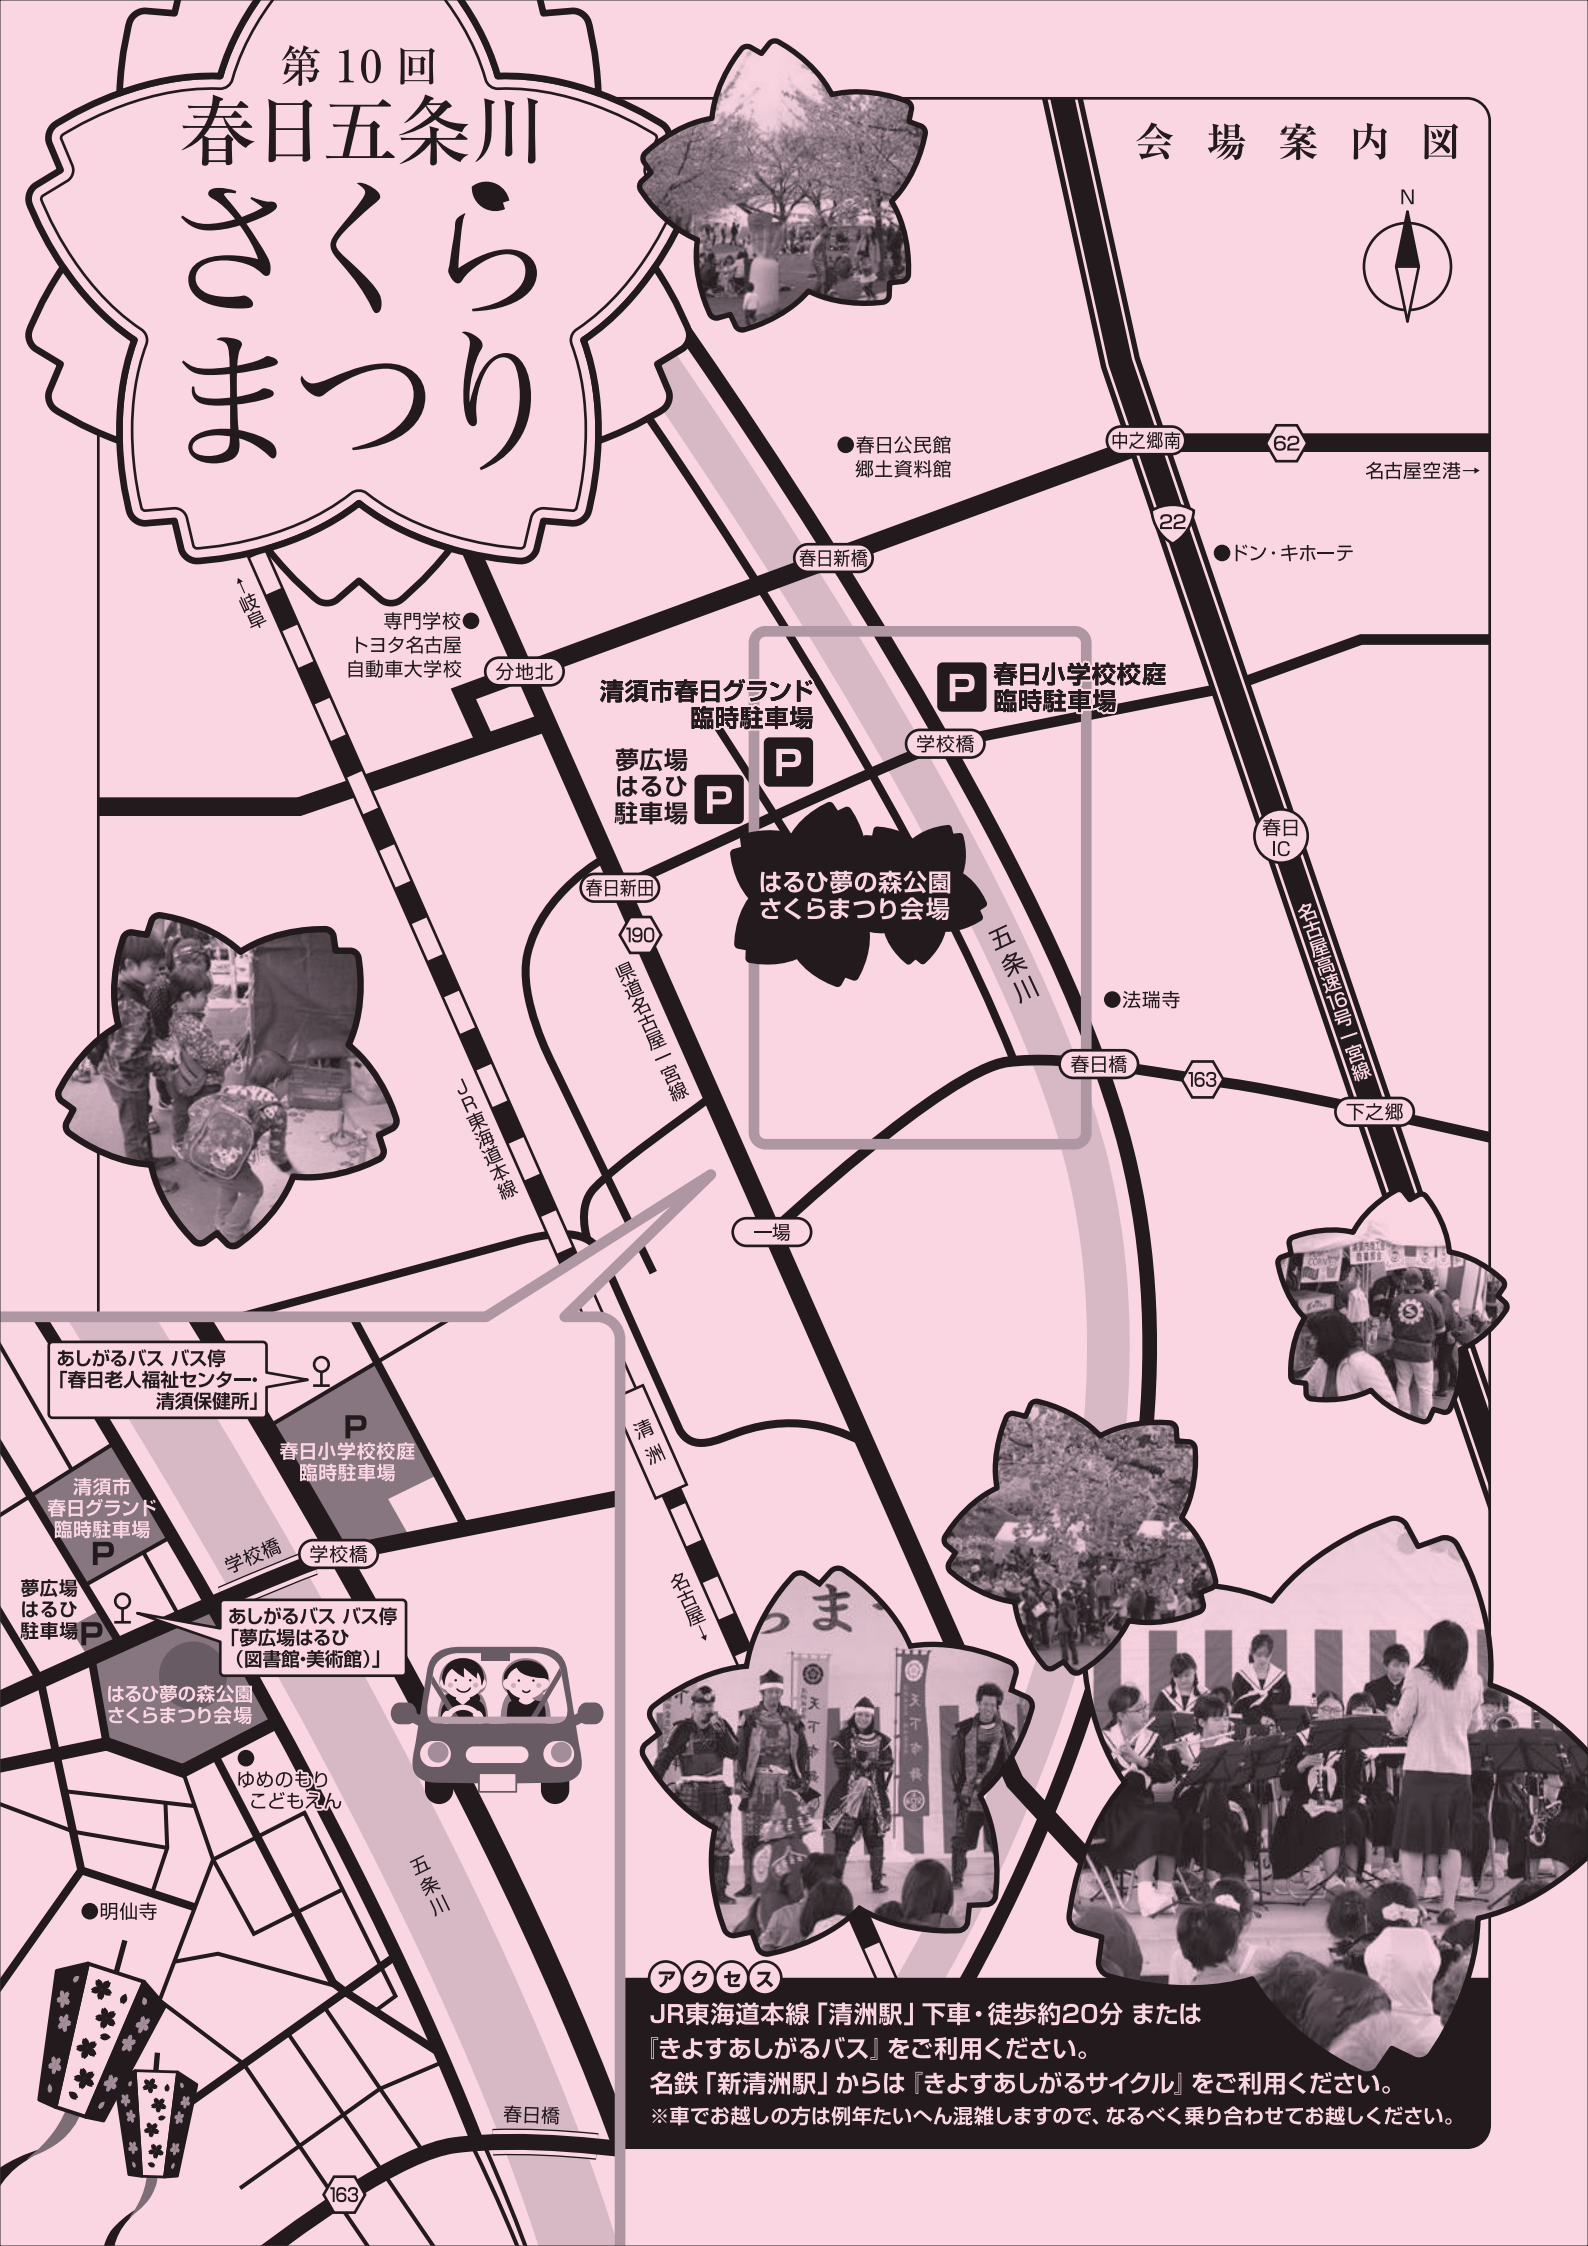 第10回
春日五条川
さくら
まつり
会場案内図
N
●春日公民館
郷土資料館
中之郷南
62
名古屋空港→
22
●ドン・キホーテ
春日新橋
←岐阜
専門学校●
トヨタ名古屋
自動車大学校
分地北
清須市春日グランド
臨時駐車場
P
P
春日小学校校庭
臨時駐車場
学校橋
夢広場
はるひ
駐車場
P
春日
IC
はるひ夢の森公園
さくらまつり会場
春日新田
190
県道名古屋一宮線
五条川
名古屋高速16号一宮線
●法瑞寺
春日橋
163
下之郷
JR東海道本線
一場
清洲
名古屋→
あしがるバス バス停
「春日老人福祉センター・
清須保健所」
P
春日小学校校庭
臨時駐車場
清須市
春日グランド
臨時駐車場
P
学校橋
学校橋
夢広場
はるひ
駐車場
P
あしがるバス バス停
「夢広場はるひ
（図書館・美術館）」
はるひ夢の森公園
さくらまつり会場
●
ゆめのもり
こどもえん
五条川
●明仙寺
春日橋
163
らま
天下布武
天下布武
アクセス
JR東海道本線「清洲駅」下車・徒歩約20分 または
『きよすあしがるバス』をご利用ください。
名鉄「新清洲駅」からは『きよすあしがるサイクル』をご利用ください。
※車でお越しの方は例年たいへん混雑しますので、なるべく乗り合わせてお越しください。